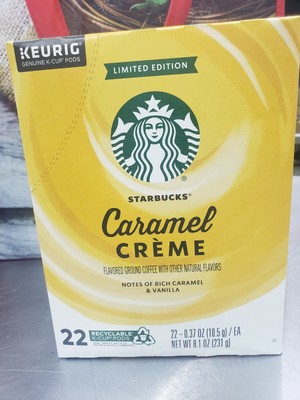 KEURIG®
GENUINE K-CUP® PODS
LIMITED EDITION
STARBUCKS®
Caramel
CRÈME
FLAVORED GROUND COFFEE WITH OTHER NATURAL FLAVORS
NOTES OF RICH CARAMEL
& VANILLA
22 RECYCLABLE
K-CUP® PODS
22 – 0.37 OZ (10.5 g) / EA
NET WT 8.1 OZ (231 g)